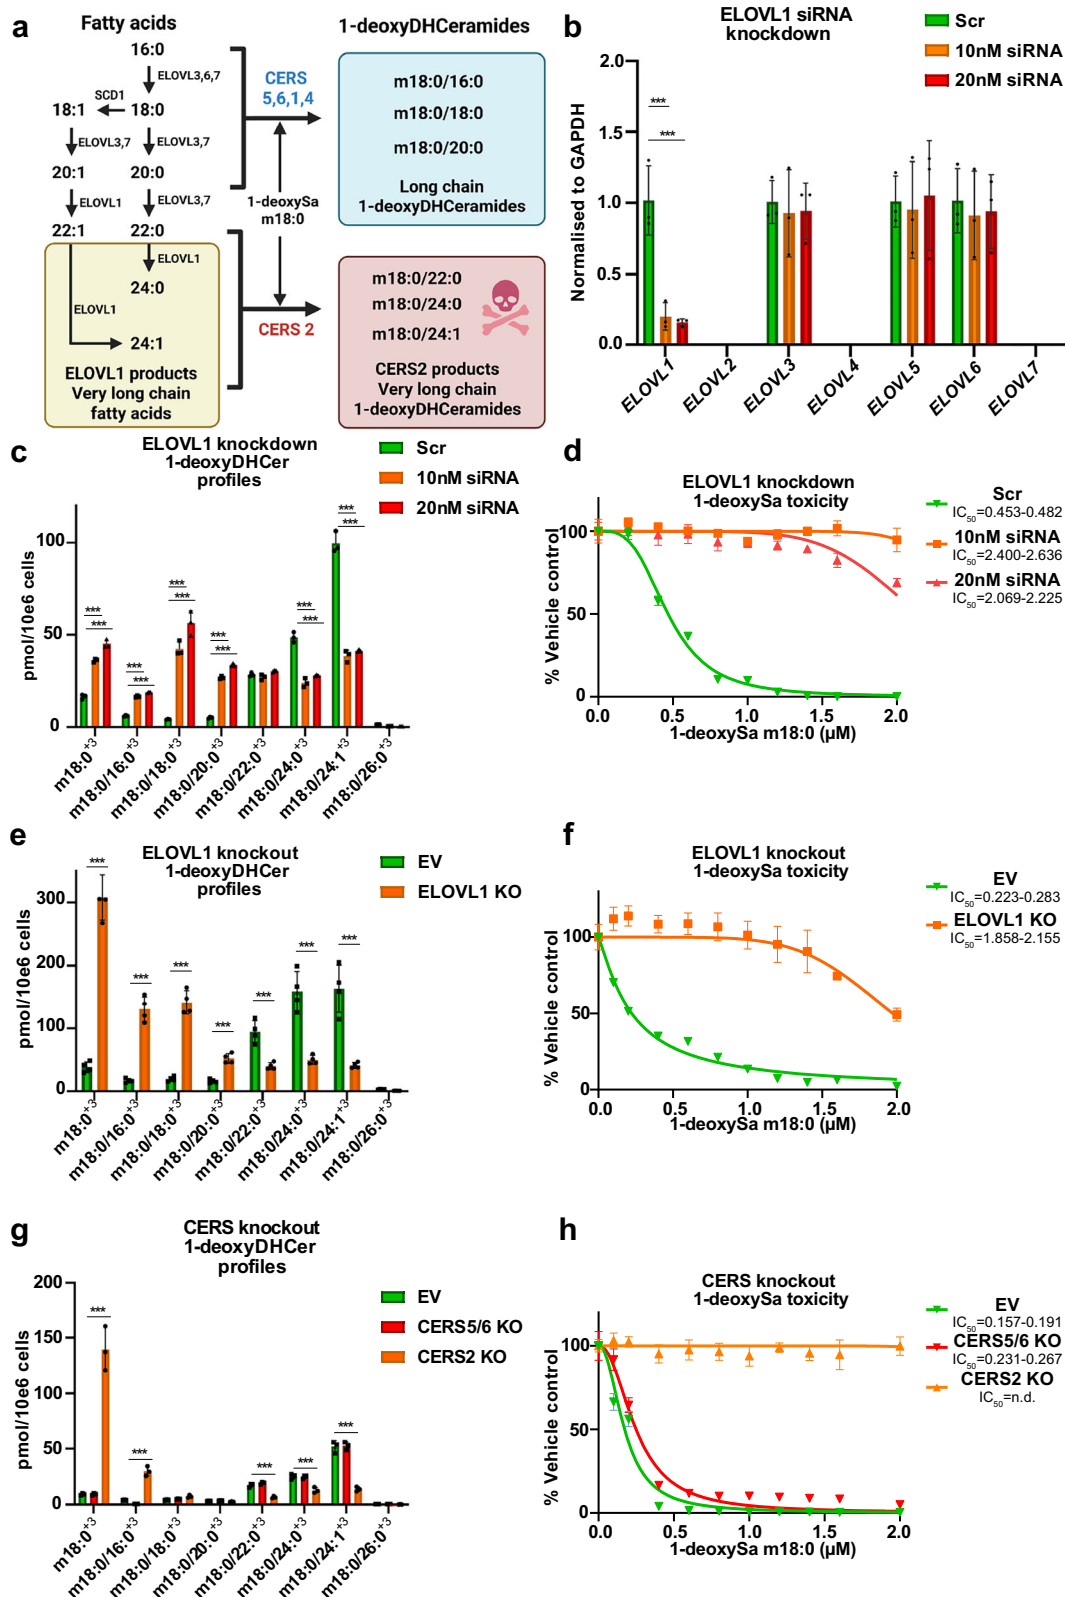 a
Fatty acids
1-deoxyDHCeramides
16:0
ELOVL3,6,7
SCD1
18:1
18:0
ELOVL3,7
ELOVL3,7
20:1
20:0
ELOVL1
ELOVL3,7
22:1
22:0
ELOVL1
24:0
ELOVL1
24:1
ELOVL1 products
Very long chain
fatty acids
CERS
5,6,1,4
1-deoxySa
m18:0
CERS 2
m18:0/16:0
m18:0/18:0
m18:0/20:0
Long chain
1-deoxyDHCeramides
m18:0/22:0
m18:0/24:0
m18:0/24:1
CERS2 products
Very long chain
1-deoxyDHCeramides
b
ELOVL1 siRNA
knockdown
Scr
10nM siRNA
20nM siRNA
Normalised to GAPDH
2.0
1.5
1.0
0.5
0.0
***
***
ELOVL1
ELOVL2
ELOVL3
ELOVL4
ELOVL5
ELOVL6
ELOVL7
c
ELOVL1 knockdown
1-deoxyDHCer
profiles
Scr
10nM siRNA
20nM siRNA
pmol/10e6 cells
100
50
0
***
***
***
***
***
***
***
***
***
***
***
***
m18:0+3
m18:0/16:0+3
m18:0/18:0+3
m18:0/20:0+3
m18:0/22:0+3
m18:0/24:0+3
m18:0/24:1+3
m18:0/26:0+3
d
ELOVL1 knockdown
1-deoxySa toxicity
% Vehicle control
100
50
0
0.0
0.5
1.0
1.5
2.0
1-deoxySa m18:0 (µM)
Scr
IC50=0.453-0.482
10nM siRNA
IC50=2.400-2.636
20nM siRNA
IC50=2.069-2.225
e
ELOVL1 knockout
1-deoxyDHCer
profiles
EV
ELOVL1 KO
pmol/10e6 cells
300
200
100
0
***
***
***
***
***
***
***
m18:0+3
m18:0/16:0+3
m18:0/18:0+3
m18:0/20:0+3
m18:0/22:0+3
m18:0/24:0+3
m18:0/24:1+3
m18:0/26:0+3
f
ELOVL1 knockout
1-deoxySa toxicity
% Vehicle control
100
50
0
0.0
0.5
1.0
1.5
2.0
1-deoxySa m18:0 (µM)
EV
IC50=0.223-0.283
ELOVL1 KO
IC50=1.858-2.155
g
CERS knockout
1-deoxyDHCer
profiles
EV
CERS5/6 KO
CERS2 KO
pmol/10e6 cells
200
150
100
50
0
***
***
***
***
***
m18:0+3
m18:0/16:0+3
m18:0/18:0+3
m18:0/20:0+3
m18:0/22:0+3
m18:0/24:0+3
m18:0/24:1+3
m18:0/26:0+3
h
CERS knockout
1-deoxySa toxicity
% Vehicle control
100
50
0
0.0
0.5
1.0
1.5
2.0
1-deoxySa m18:0 (µM)
EV
IC50=0.157-0.191
CERS5/6 KO
IC50=0.231-0.267
CERS2 KO
IC50=n.d.